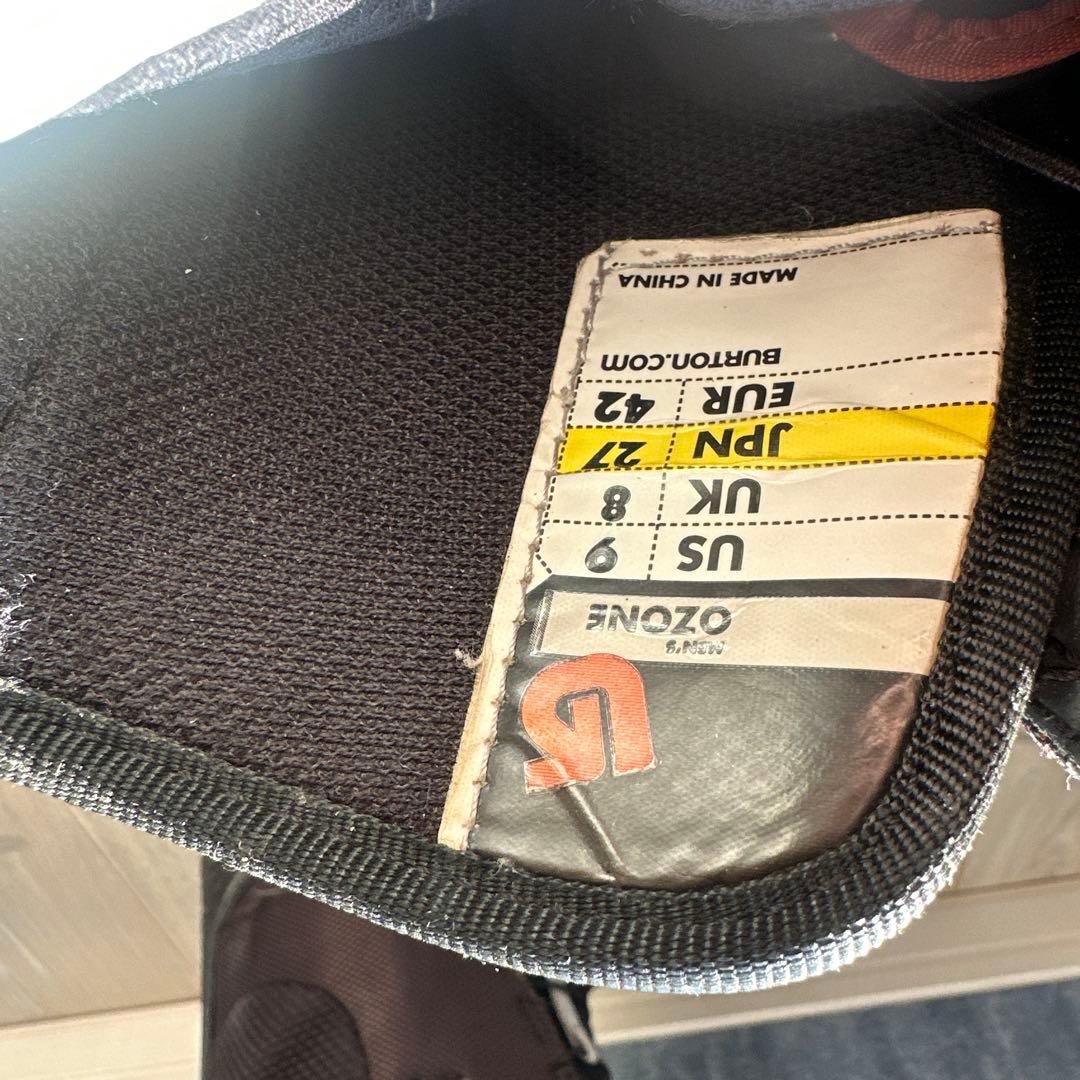 MEN'S
OZONE
US 9
UK 8
JPN 27
EUR 42
BURTON.COM
MADE IN CHINA